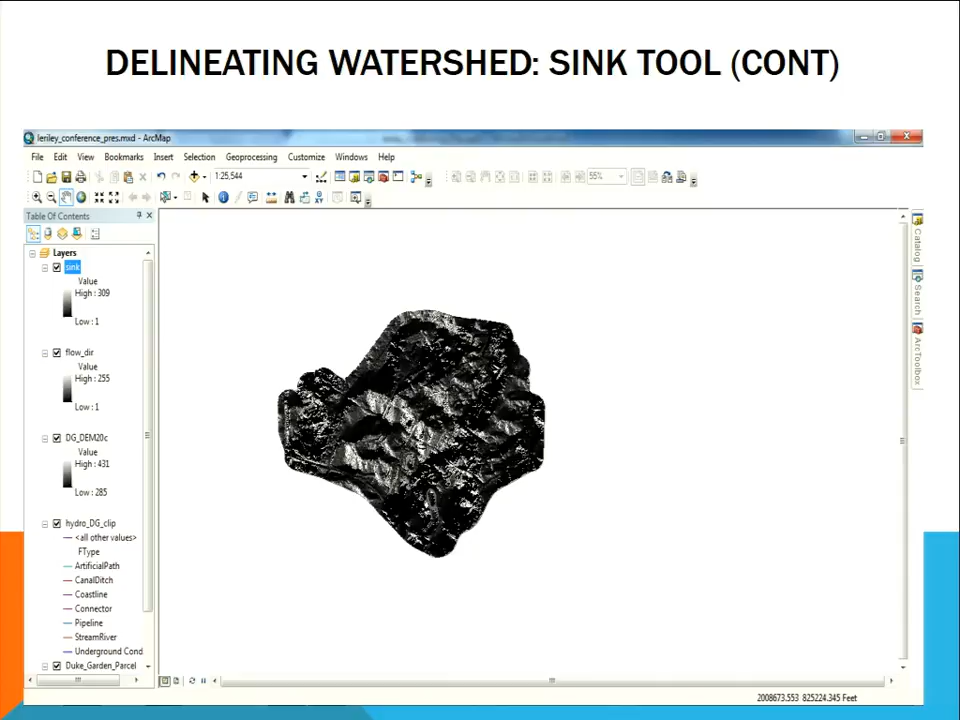 DELINEATING WATERSHED: SINK TOOL (CONT)
leriley_conference_pres.mxd - ArcMap
File Edit View Bookmarks Insert Selection Geoprocessing Customize Windows Help
1:25,544
55%
Table Of Contents
Layers
sink
Value
High : 309
Low : 1
flow_dir
Value
High : 255
Low : 1
DG_DEM20c
Value
High : 431
Low : 285
hydro_DG_clip
<all other values>
FType
ArtificialPath
CanalDitch
Coastline
Connector
Pipeline
StreamRiver
Underground Cond
Duke_Garden_Parcel
Catalog
Search
ArcToolbox
2008673.553 825224.345 Feet